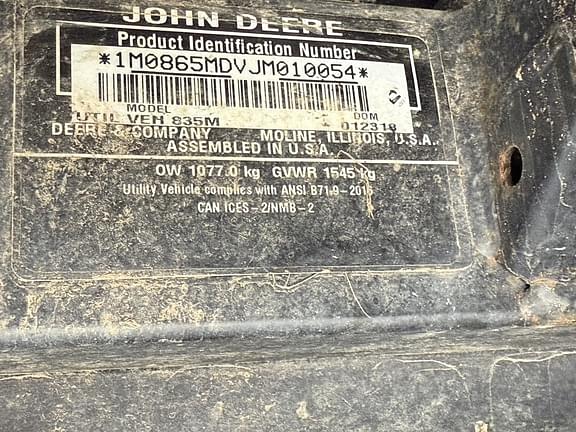 JOHN DEERE
Product Identification Number
*1M0865MDVJM010054*
MODEL DOM
UTIL VEH 835M 012318
DEERE & COMPANY MOLINE, ILLINOIS, U.S.A.
ASSEMBLED IN U.S.A.
OW 1077.0 kg GVWR 1545 kg
Utility Vehicle complies with ANSI B71.9-2016
CAN ICES-2/NMB-2